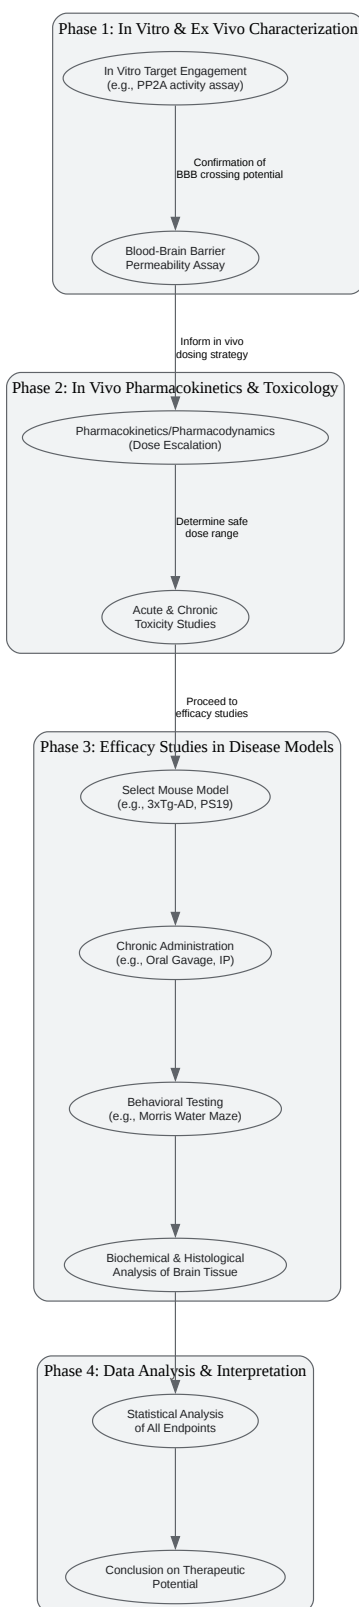 Phase 1: In Vitro & Ex Vivo Characterization
In Vitro Target Engagement
(e.g., PP2A activity assay)
Confirmation of
BBB crossing potential
Blood-Brain Barrier
Permeability Assay
Inform in vivo
dosing strategy
Phase 2: In Vivo Pharmacokinetics & Toxicology
Pharmacokinetics/Pharmacodynamics
(Dose Escalation)
Determine safe
dose range
Acute & Chronic
Toxicity Studies
Proceed to
efficacy studies
Phase 3: Efficacy Studies in Disease Models
Select Mouse Model
(e.g., 3xTg-AD, PS19)
Chronic Administration
(e.g., Oral Gavage, IP)
Behavioral Testing
(e.g., Morris Water Maze)
Biochemical & Histological
Analysis of Brain Tissue
Phase 4: Data Analysis & Interpretation
Statistical Analysis
of All Endpoints
Conclusion on Therapeutic
Potential